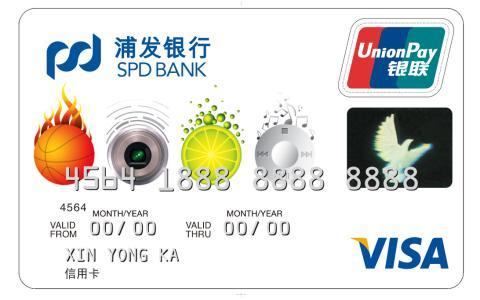 浦发银行
SPD BANK
UnionPay
银联
4564 1888 8888 8888
4564
MONTH/YEAR MONTH/YEAR
VALID FROM 00/00 VALID THRU 00/00
XIN YONG KA
信用卡
VISA